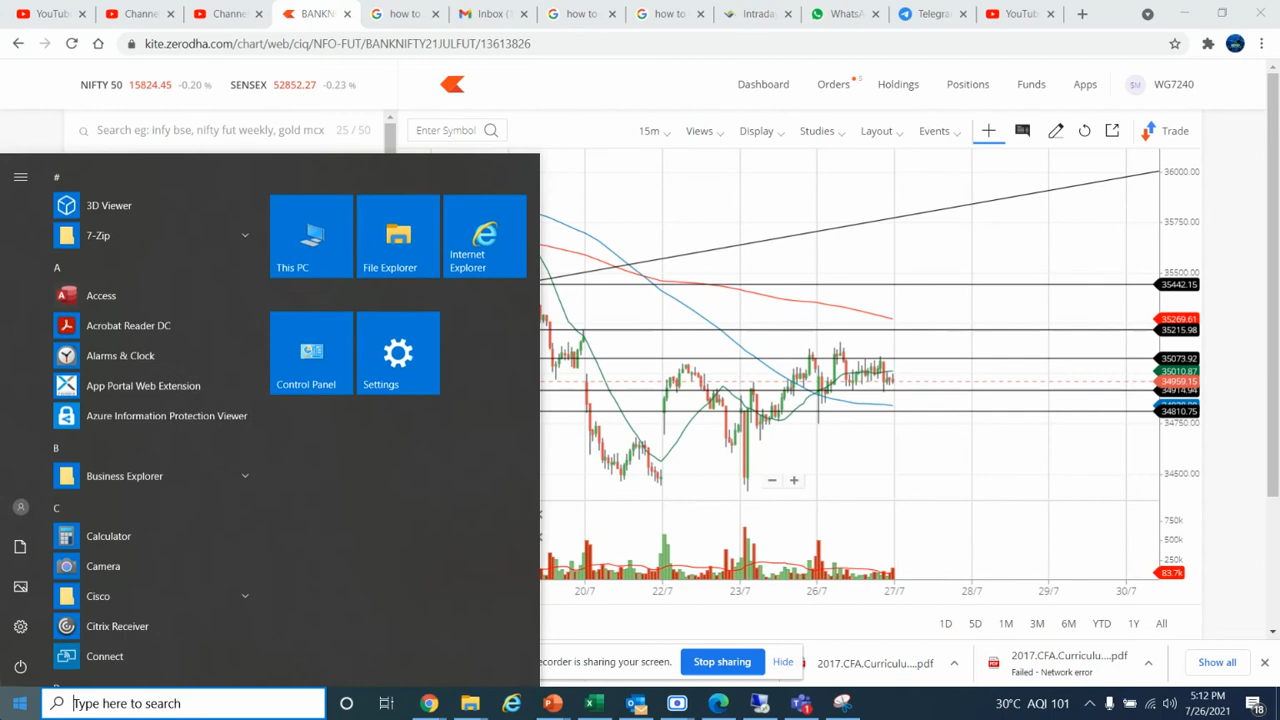 YouTub
Channe
Channe
BANKN
how to
Inbox (1
how to
how to
Intraday
WhatsA
Telegra
YouTub
kite.zerodha.com/chart/web/ciq/NFO-FUT/BANKNIFTY21JULFUT/13613826
NIFTY 50 15824.45 -0.20 %
SENSEX 52852.27 -0.23 %
Dashboard
Orders 5
Holdings
Positions
Funds
Apps
SM
WG7240
Search eg: infy bse, nifty fut weekly, gold mcx
25 / 50
Enter Symbol
15m
Views
Display
Studies
Layout
Events
Trade
#
3D Viewer
7-Zip
A
Access
Acrobat Reader DC
Alarms & Clock
App Portal Web Extension
Azure Information Protection Viewer
B
Business Explorer
C
Calculator
Camera
Cisco
Citrix Receiver
Connect
This PC
File Explorer
Internet
Explorer
Control Panel
Settings
36000.00
35750.00
35500.00
35442.15
35269.61
35215.98
35073.92
35010.87
34959.15
34914.94
34810.75
34750.00
34500.00
750k
500k
250k
83.7k
20/7
22/7
23/7
26/7
27/7
28/7
29/7
30/7
1D
5D
1M
3M
6M
YTD
1Y
All
ecorder is sharing your screen.
Stop sharing
Hide
2017.CFA.Curriculu....pdf
2017.CFA.Curriculu....pdf
Failed - Network error
Show all
Type here to search
30°C AQI 101
5:12 PM
7/26/2021
18